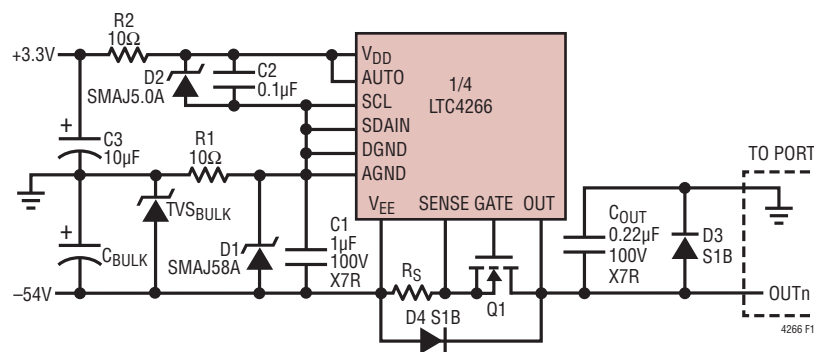 R2
10Ω
+3.3V
D2
SMAJ5.0A
C2
0.1µF
VDD
AUTO
SCL
SDAIN
DGND
AGND
1/4
LTC4266
+
C3
10µF
R1
10Ω
TVSBULK
+
CBULK
D1
SMAJ58A
C1
1µF
100V
X7R
VEE
SENSE
GATE
OUT
–54V
RS
Q1
D4 S1B
COUT
0.22µF
100V
X7R
D3
S1B
TO PORT
OUTn
4266 F1